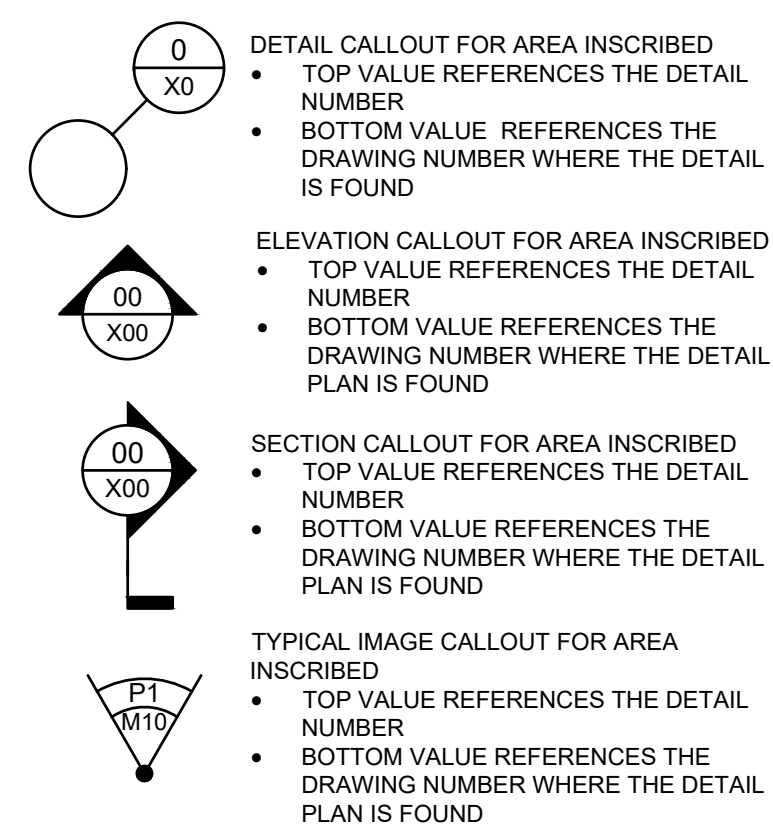 0
X0
DETAIL CALLOUT FOR AREA INSCRIBED
• TOP VALUE REFERENCES THE DETAIL
NUMBER
• BOTTOM VALUE REFERENCES THE
DRAWING NUMBER WHERE THE DETAIL
IS FOUND
00
X00
ELEVATION CALLOUT FOR AREA INSCRIBED
• TOP VALUE REFERENCES THE DETAIL
NUMBER
• BOTTOM VALUE REFERENCES THE
DRAWING NUMBER WHERE THE DETAIL
PLAN IS FOUND
00
X00
SECTION CALLOUT FOR AREA INSCRIBED
• TOP VALUE REFERENCES THE DETAIL
NUMBER
• BOTTOM VALUE REFERENCES THE
DRAWING NUMBER WHERE THE DETAIL
PLAN IS FOUND
P1
M10
TYPICAL IMAGE CALLOUT FOR AREA
INSCRIBED
• TOP VALUE REFERENCES THE DETAIL
NUMBER
• BOTTOM VALUE REFERENCES THE
DRAWING NUMBER WHERE THE DETAIL
PLAN IS FOUND